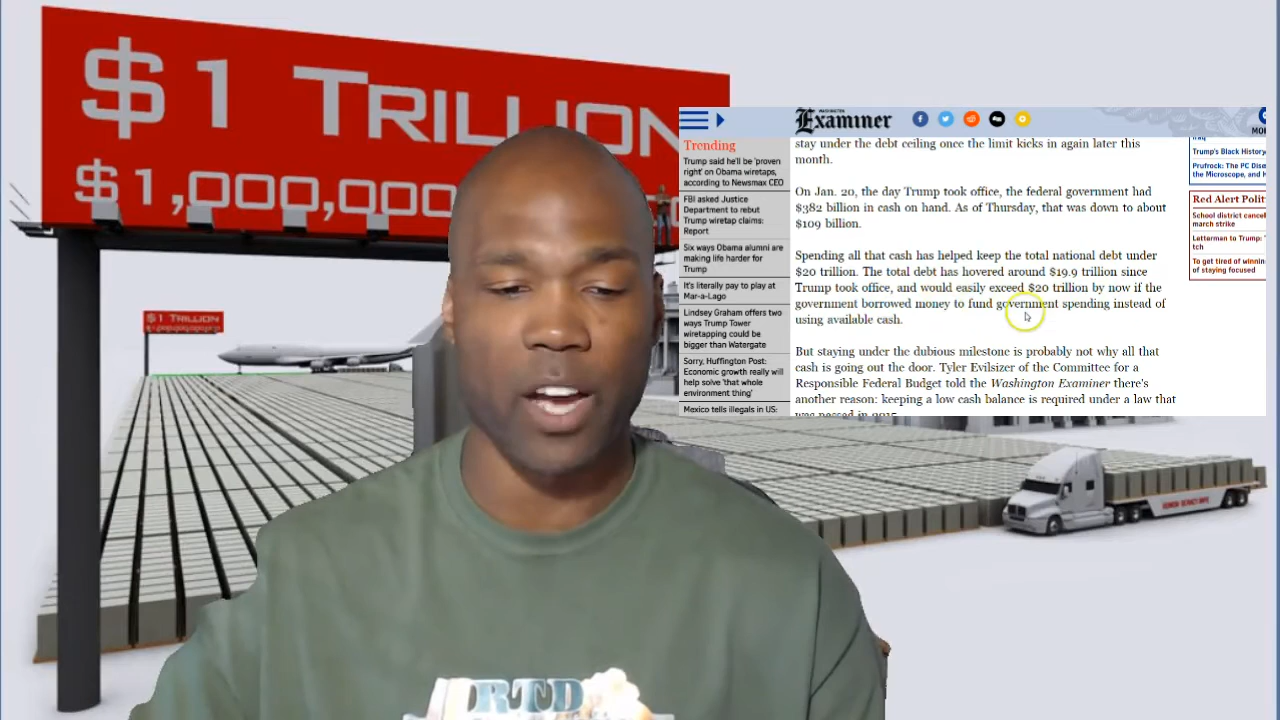 $ 1 TRILLION
$1,000,000
$ 1 TRILLION
WASHINGTON
Examiner
MOR
Trending
Trump said he'll be 'proven
right' on Obama wiretaps,
according to Newsmax CEO
FBI asked Justice
Department to rebut
Trump wiretap claims:
Report
Six ways Obama alumni are
making life harder for
Trump
It's literally pay to play at
Mar-a-Lago
Lindsey Graham offers two
ways Trump Tower
wiretapping could be
bigger than Watergate
Sorry, Huffington Post:
Economic growth really will
help solve 'that whole
environment thing'
Mexico tells illegals in US:
stay under the debt ceiling once the limit kicks in again later this
month.
On Jan. 20, the day Trump took office, the federal government had
$382 billion in cash on hand. As of Thursday, that was down to about
$109 billion.
Spending all that cash has helped keep the total national debt under
$20 trillion. The total debt has hovered around $19.9 trillion since
Trump took office, and would easily exceed $20 trillion by now if the
government borrowed money to fund government spending instead of
using available cash.
But staying under the dubious milestone is probably not why all that
cash is going out the door. Tyler Evilsizer of the Committee for a
Responsible Federal Budget told the Washington Examiner there's
another reason: keeping a low cash balance is required under a law that
was passed in 2015
Iraq
Trump's Black History
Prufrock: The PC Dise
the Microscope, and H
Red Alert Polit
School district cancel
march strike
Letterman to Trump: '
tch
To get tired of winnin
of staying focused
RTD